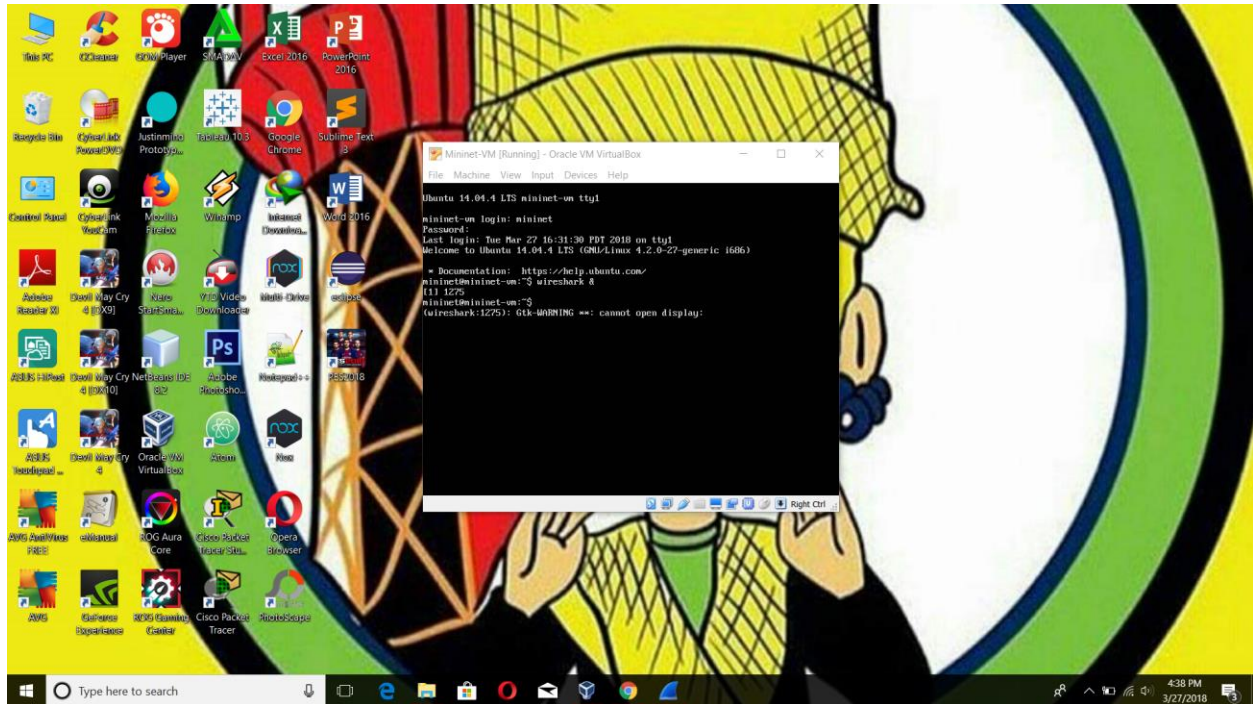 This PC
CCleaner
GOM Player
SMADAV
Excel 2016
PowerPoint
2016
Recycle Bin
CyberLink
PowerDVD
Justinmind
Prototyp...
Tableau 10.3
Google
Chrome
Sublime Text
3
Control Panel
CyberLink
YouCam
Mozilla
Firefox
Winamp
Internet
Downloa...
Word 2016
Adobe
Reader XI
Devil May Cry
4 [DX9]
Nero
StartSma...
YTD Video
Downloader
Multi-Drive
eclipse
ASUS HiPost
Devil May Cry
4 [DX10]
NetBeans IDE
8.2
Adobe
Photosho...
Notepad++
PES2018
ASUS
Touchpad ...
Devil May Cry
4
Oracle VM
VirtualBox
Atom
Nox
AVG AntiVirus
FREE
eManual
ROG Aura
Core
Cisco Packet
Tracer Stu...
Opera
Browser
AVG
GeForce
Experience
ROG Gaming
Center
Cisco Packet
Tracer
PhotoScape
Mininet-VM [Running] - Oracle VM VirtualBox
File Machine View Input Devices Help
Ubuntu 14.04.4 LTS mininet-vm tty1
mininet-vm login: mininet
Password:
Last login: Tue Mar 27 16:31:30 PDT 2018 on tty1
Welcome to Ubuntu 14.04.4 LTS (GNU/Linux 4.2.0-27-generic i686)
* Documentation: https://help.ubuntu.com/
mininet@mininet-vm:~$ wireshark &
[1] 1275
mininet@mininet-vm:~$
(wireshark:1275): Gtk-WARNING **: cannot open display:
Right Ctrl
Type here to search
4:38 PM
3/27/2018
3